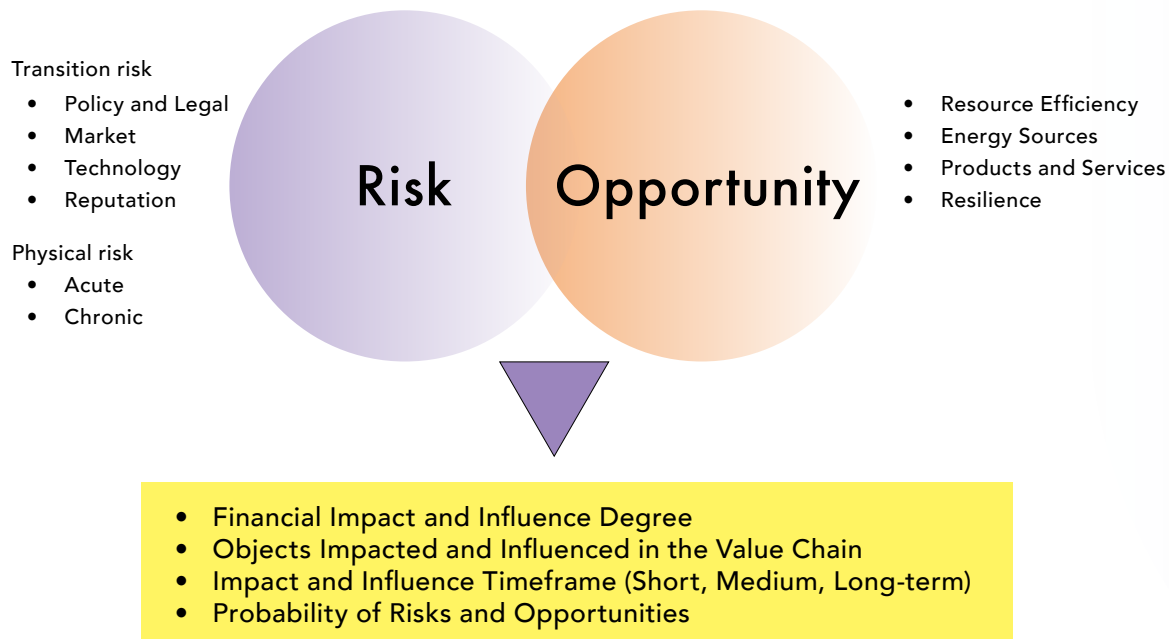 Transition risk
• Policy and Legal
• Market
• Technology
• Reputation
Physical risk
• Acute
• Chronic
Risk
Opportunity
• Resource Efficiency
• Energy Sources
• Products and Services
• Resilience
• Financial Impact and Influence Degree
• Objects Impacted and Influenced in the Value Chain
• Impact and Influence Timeframe (Short, Medium, Long-term)
• Probability of Risks and Opportunities